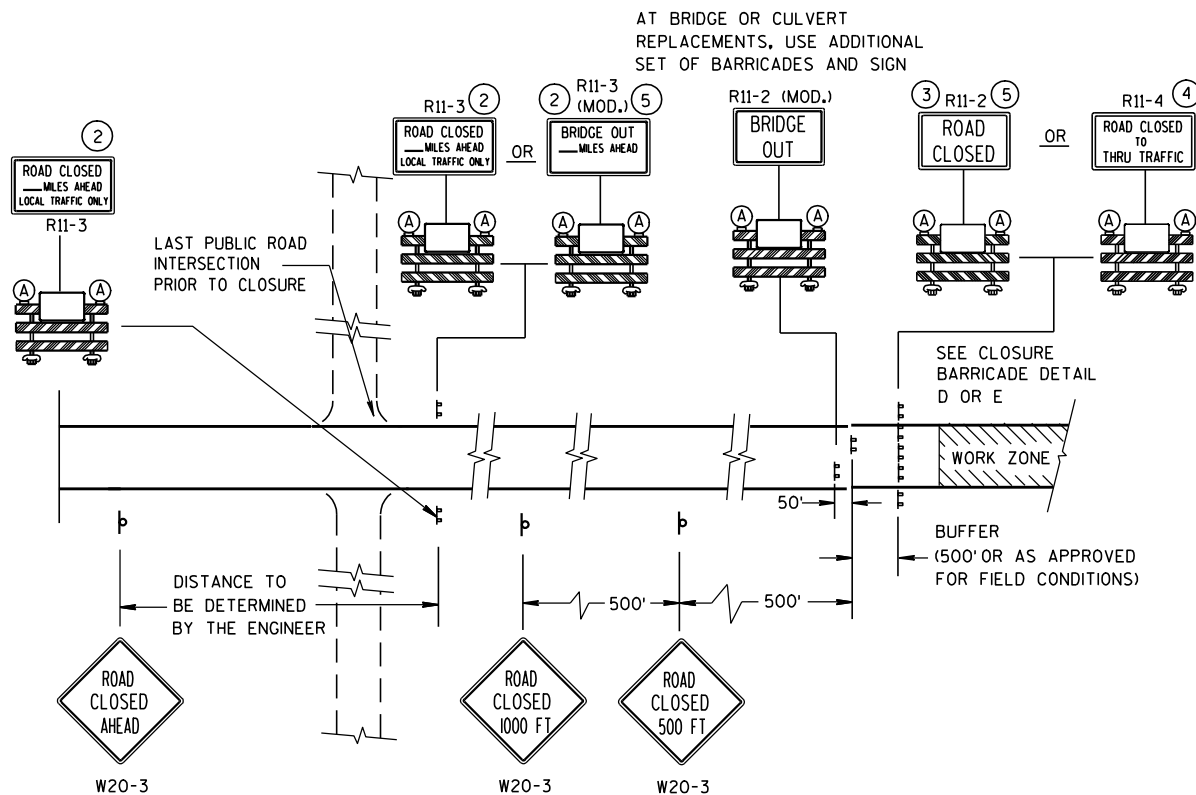 AT BRIDGE OR CULVERT
REPLACEMENTS, USE ADDITIONAL
SET OF BARRICADES AND SIGN
2
ROAD CLOSED
MILES AHEAD
LOCAL TRAFFIC ONLY
R11-3
A
A
R11-3
2
ROAD CLOSED
MILES AHEAD
LOCAL TRAFFIC ONLY
A
A
OR
2
R11-3
(MOD.)
5
BRIDGE OUT
MILES AHEAD
A
A
R11-2 (MOD.)
BRIDGE
OUT
A
A
3
R11-2
5
ROAD
CLOSED
A
A
OR
R11-4
4
ROAD CLOSED
TO
THRU TRAFFIC
A
A
LAST PUBLIC ROAD
INTERSECTION
PRIOR TO CLOSURE
SEE CLOSURE
BARRICADE DETAIL
D OR E
WORK ZONE
50'
BUFFER
(500' OR AS APPROVED
FOR FIELD CONDITIONS)
DISTANCE TO
BE DETERMINED
BY THE ENGINEER
500'
500'
ROAD
CLOSED
AHEAD
W20-3
ROAD
CLOSED
1000 FT
W20-3
ROAD
CLOSED
500 FT
W20-3